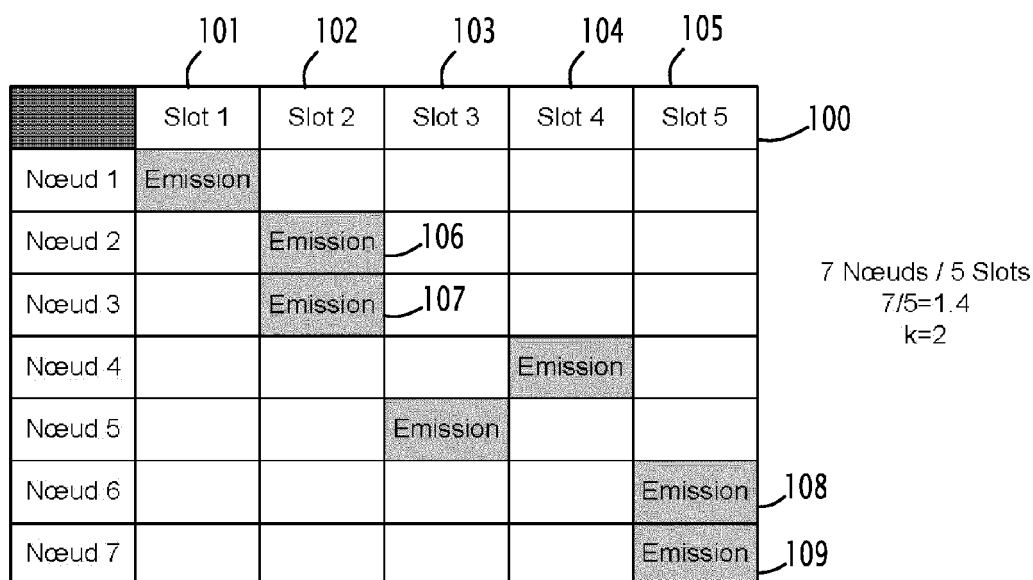 101 102 103 104 105
Slot 1 Slot 2 Slot 3 Slot 4 Slot 5
100
Nœud 1 Emission
Nœud 2 Emission 106
Nœud 3 Emission 107
Nœud 4 Emission
Nœud 5 Emission
Nœud 6 Emission 108
Nœud 7 Emission 109
7 Nœuds / 5 Slots
7/5=1.4
k=2